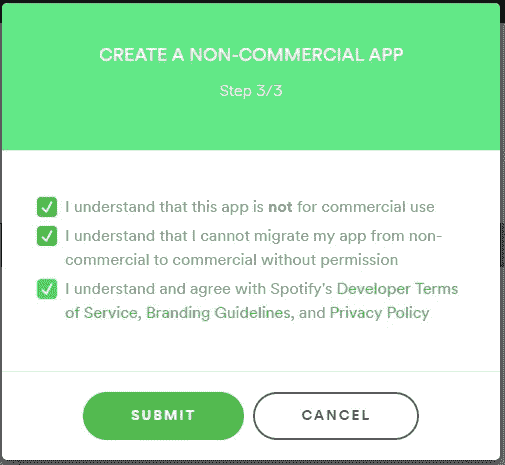 CREATE A NON-COMMERCIAL APP
Step 3/3
I understand that this app is not for commercial use
I understand that I cannot migrate my app from non-
commercial to commercial without permission
I understand and agree with Spotify's Developer Terms
of Service, Branding Guidelines, and Privacy Policy
SUBMIT
CANCEL